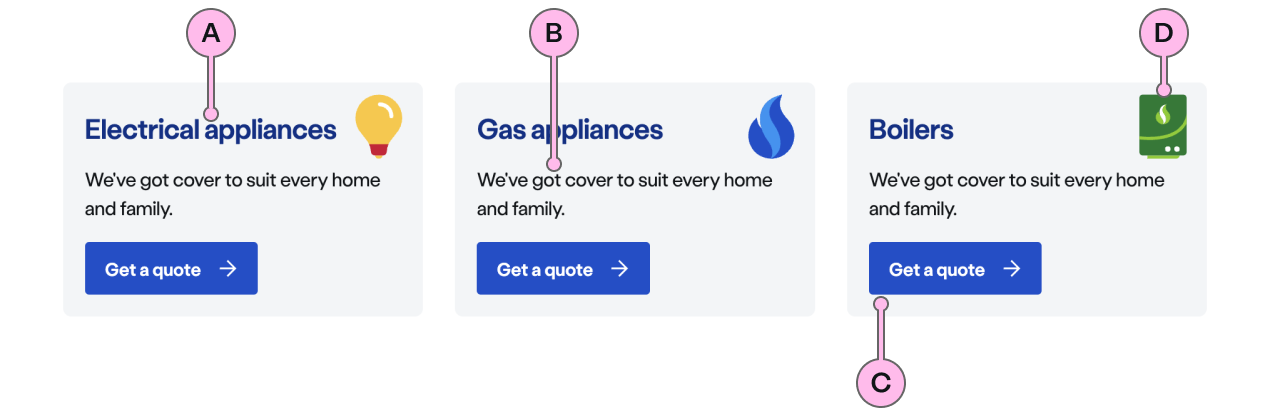 A
B
D
Electrical appliances
We've got cover to suit every home
and family.
Get a quote
Gas appliances
We've got cover to suit every home
and family.
Get a quote
Boilers
We've got cover to suit every home
and family.
Get a quote
C